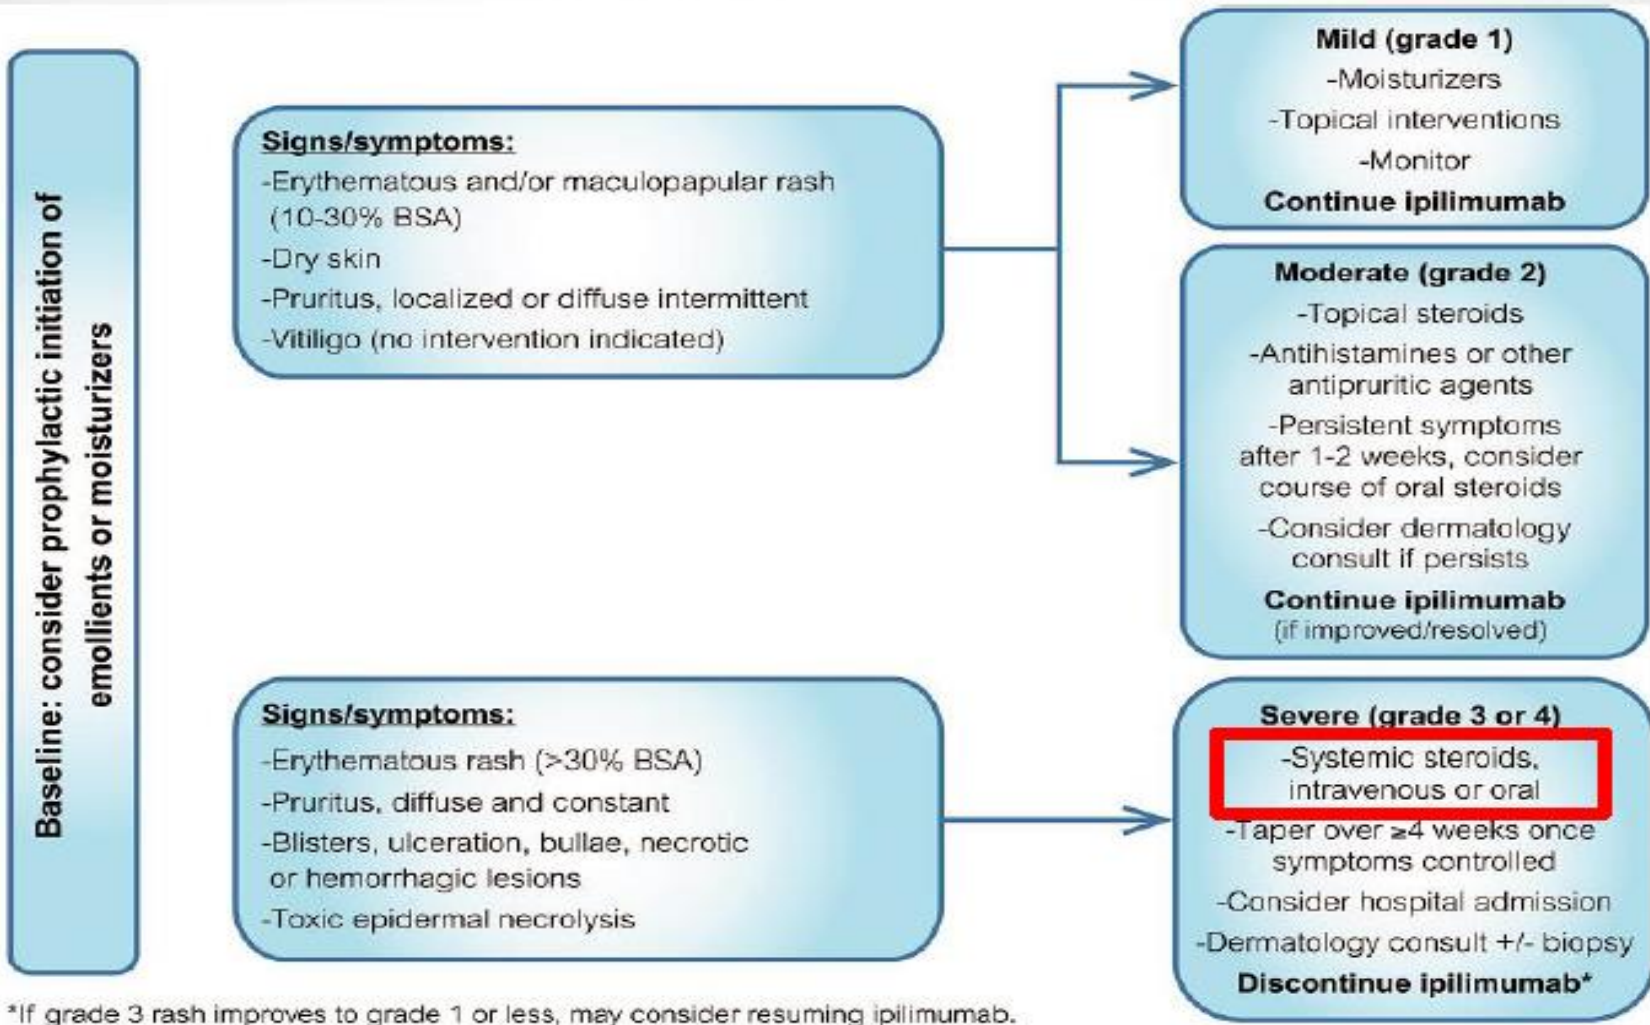 Baseline: consider prophylactic initiation of
emollients or moisturizers
Signs/symptoms:
-Erythematous and/or maculopapular rash
(10-30% BSA)
-Dry skin
-Pruritus, localized or diffuse intermittent
-Vitiligo (no intervention indicated)
Mild (grade 1)
-Moisturizers
-Topical interventions
-Monitor
Continue ipilimumab
Moderate (grade 2)
-Topical steroids
-Antihistamines or other
antipruritic agents
-Persistent symptoms
after 1-2 weeks, consider
course of oral steroids
-Consider dermatology
consult if persists
Continue ipilimumab
(if improved/resolved)
Signs/symptoms:
-Erythematous rash (>30% BSA)
-Pruritus, diffuse and constant
-Blisters, ulceration, bullae, necrotic
or hemorrhagic lesions
-Toxic epidermal necrolysis
Severe (grade 3 or 4)
-Systemic steroids,
intravenous or oral
-Taper over ≥4 weeks once
symptoms controlled
-Consider hospital admission
-Dermatology consult +/- biopsy
Discontinue ipilimumab*
*If grade 3 rash improves to grade 1 or less, may consider resuming ipilimumab.